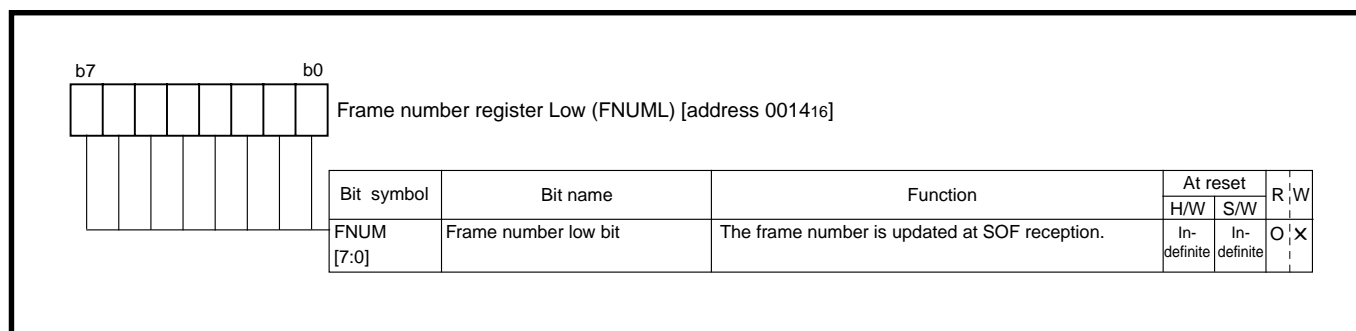 b7 b0
Frame number register Low (FNUML) [address 001416]
Bit symbol Bit name Function At reset R W
H/W S/W
FNUM Frame number low bit The frame number is updated at SOF reception. In- In- O X
[7:0] definite definite